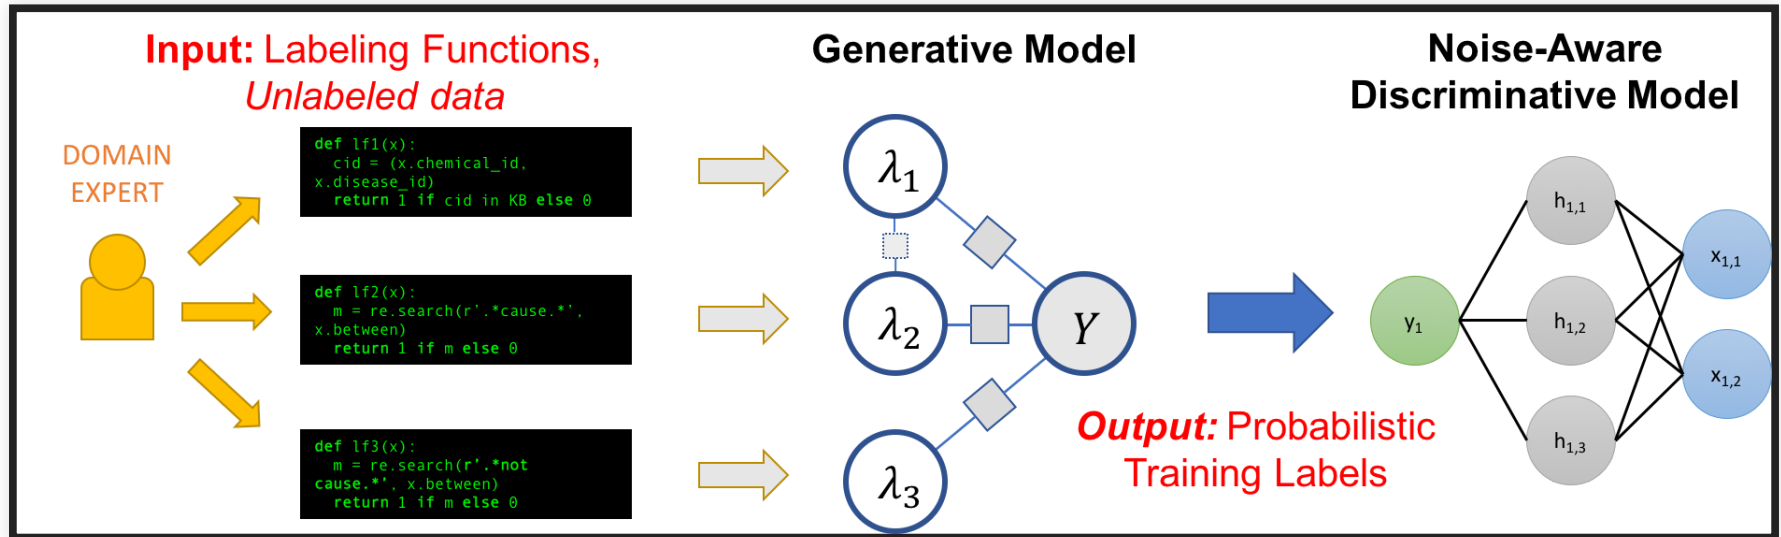 Input: Labeling Functions,
Unlabeled data
DOMAIN
EXPERT
def lf1(x):
cid = (x.chemical_id,
x.disease_id)
return 1 if cid in KB else 0
def lf2(x):
m = re.search(r'.*cause.*',
x.between)
return 1 if m else 0
def lf3(x):
m = re.search(r'.*not
cause.*', x.between)
return 1 if m else 0
Generative Model
λ1
λ2
λ3
Y
Output: Probabilistic
Training Labels
Noise-Aware
Discriminative Model
y1
h1,1
h1,2
h1,3
x1,1
x1,2